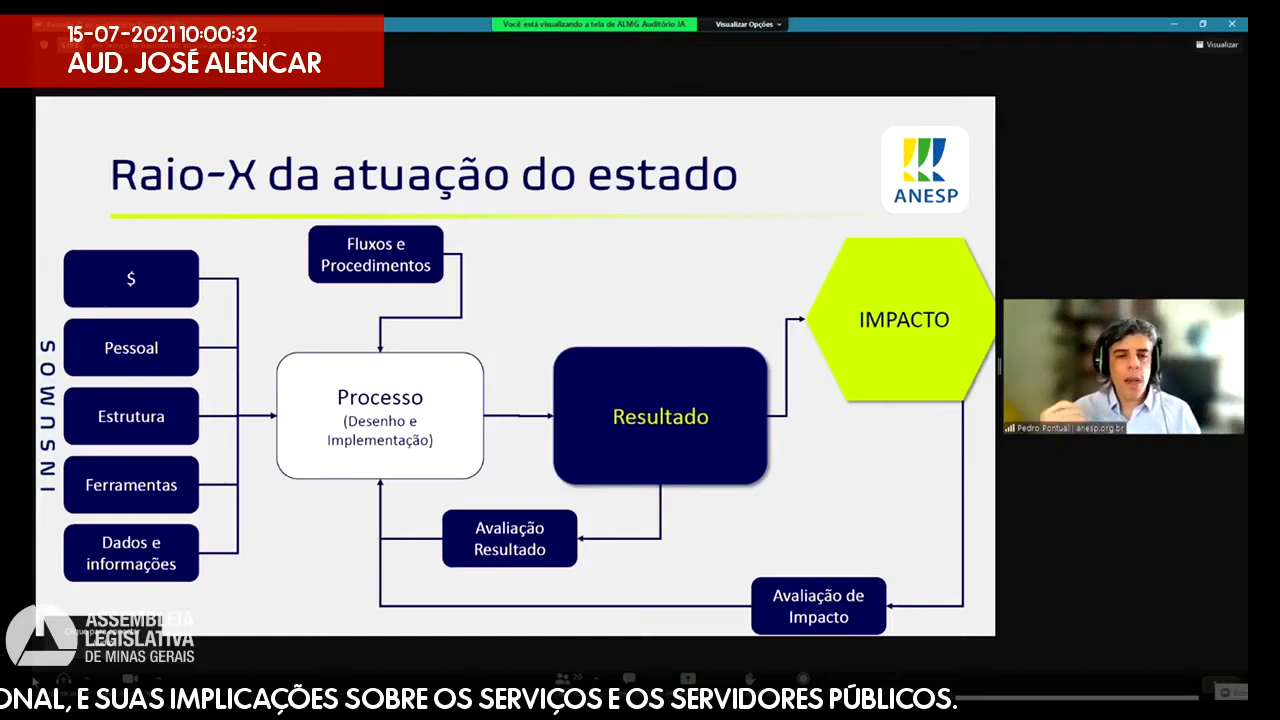 15-07-2021 10:00:32
AUD. JOSÉ ALENCAR
Você está visualizando a tela de ALMG Auditório JA
Visualizar Opções
Visualizar
Raio-X da atuação do estado
ANESP
INSUMOS
$
Pessoal
Estrutura
Ferramentas
Dados e
informações
Fluxos e
Procedimentos
Processo
(Desenho e
Implementação)
Resultado
IMPACTO
Avaliação
Resultado
Avaliação de
Impacto
Pedro Pontual | anesp.org.br
ASSEMBLEIA
LEGISLATIVA
DE MINAS GERAIS
20
ONAL, E SUAS IMPLICAÇÕES SOBRE OS SERVIÇOS E OS SERVIDORES PÚBLICOS.